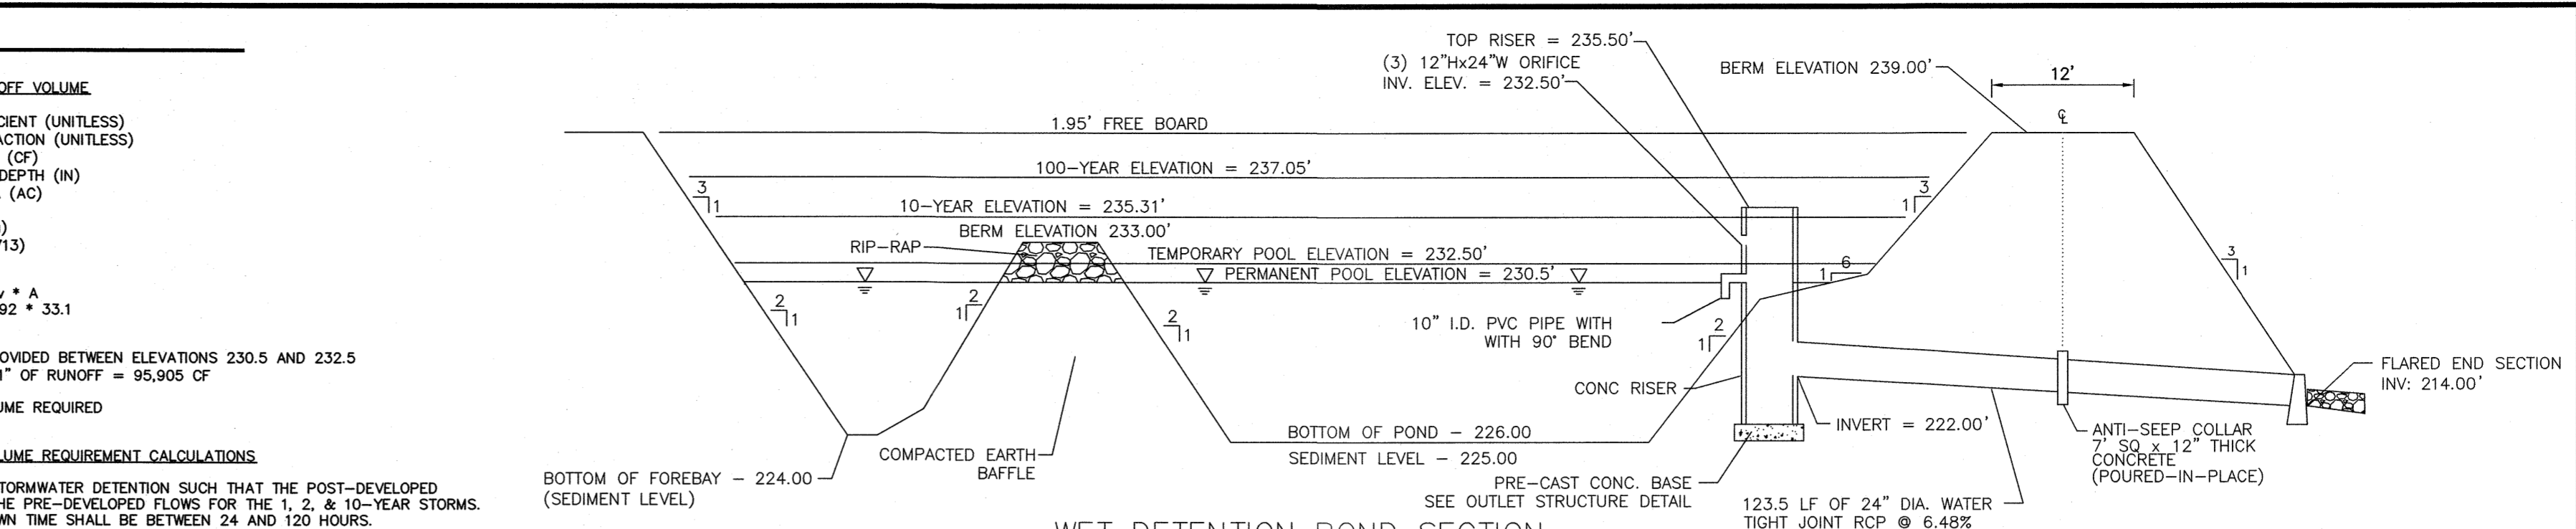 OFF VOLUME
CIENT (UNITLESS)
ACTION (UNITLESS)
(CF)
DEPTH (IN)
(AC)
713)
* A
92 * 33.1
OVIDED BETWEEN ELEVATIONS 230.5 AND 232.5
1" OF RUNOFF = 95,905 CF
UME REQUIRED
LUME REQUIREMENT CALCULATIONS
TORMWATER DETENTION SUCH THAT THE POST-DEVELOPED
HE PRE-DEVELOPED FLOWS FOR THE 1, 2, & 10-YEAR STORMS.
WN TIME SHALL BE BETWEEN 24 AND 120 HOURS.
TOP RISER = 235.50'
(3) 12"Hx24"W ORIFICE
INV. ELEV. = 232.50'
BERM ELEVATION 239.00'
12'
℄
1.95' FREE BOARD
100-YEAR ELEVATION = 237.05'
3
1
3
1
10-YEAR ELEVATION = 235.31'
BERM ELEVATION 233.00'
RIP-RAP
TEMPORARY POOL ELEVATION = 232.50'
PERMANENT POOL ELEVATION = 230.5'
6
1
3
1
2
1
2
1
2
1
10" I.D. PVC PIPE WITH
WITH 90° BEND
2
1
CONC RISER
FLARED END SECTION
INV: 214.00'
INVERT = 222.00'
ANTI-SEEP COLLAR
7' SQ x 12" THICK
CONCRETE
(POURED-IN-PLACE)
BOTTOM OF POND - 226.00
SEDIMENT LEVEL - 225.00
COMPACTED EARTH
BAFFLE
BOTTOM OF FOREBAY - 224.00
(SEDIMENT LEVEL)
PRE-CAST CONC. BASE
SEE OUTLET STRUCTURE DETAIL
123.5 LF OF 24" DIA. WATER
TIGHT JOINT RCP @ 6.48%
WET DETENTION POND SECTION